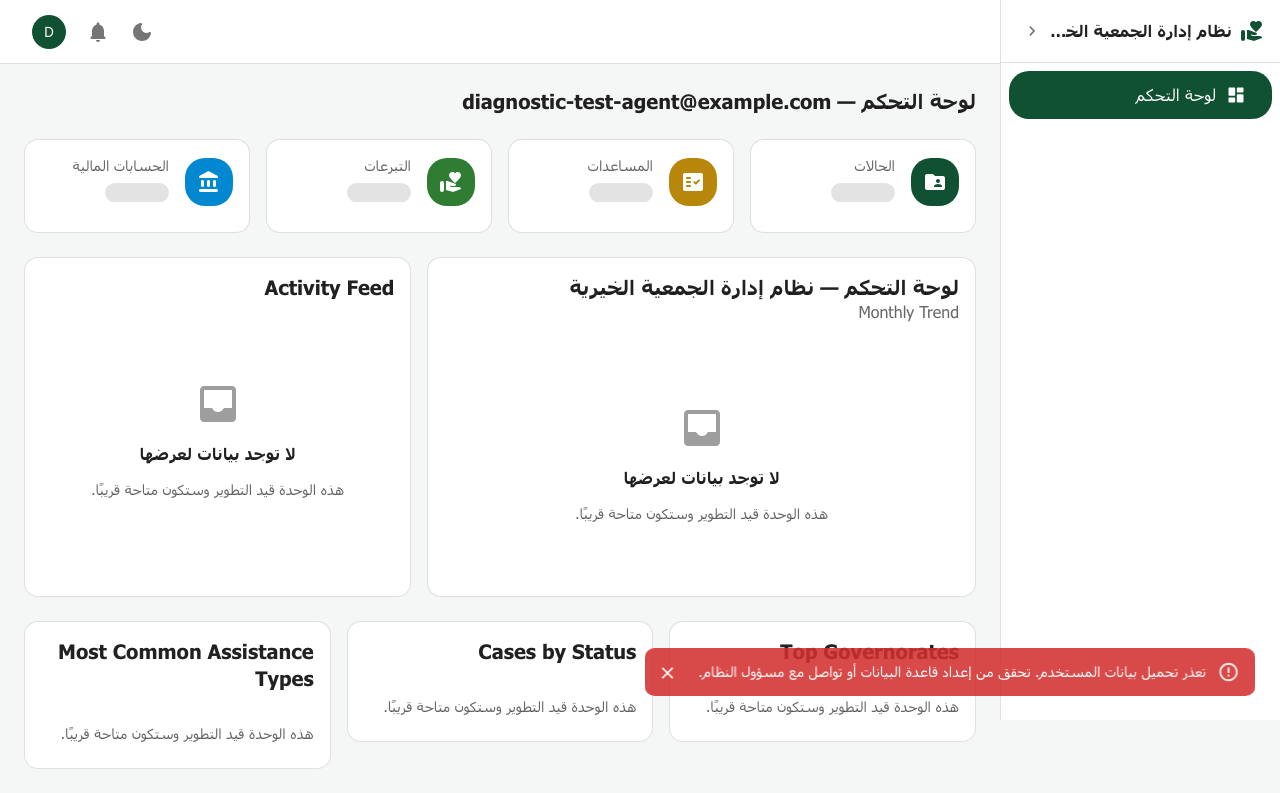 نظام إدارة الجمعية الخ...
D
لوحة التحكم
لوحة التحكم — diagnostic-test-agent@example.com
الحالات
المساعدات
التبرعات
الحسابات المالية
لوحة التحكم — نظام إدارة الجمعية الخيرية
Monthly Trend
لا توجد بيانات لعرضها
هذه الوحدة قيد التطوير وستكون متاحة قريبًا.
Activity Feed
لا توجد بيانات لعرضها
هذه الوحدة قيد التطوير وستكون متاحة قريبًا.
Top Governorates
هذه الوحدة قيد التطوير وستكون متاحة قريبًا.
Cases by Status
هذه الوحدة قيد التطوير وستكون متاحة قريبًا.
Most Common Assistance
Types
هذه الوحدة قيد التطوير وستكون متاحة قريبًا.
تعذر تحميل بيانات المستخدم. تحقق من إعداد قاعدة البيانات أو تواصل مع مسؤول النظام.